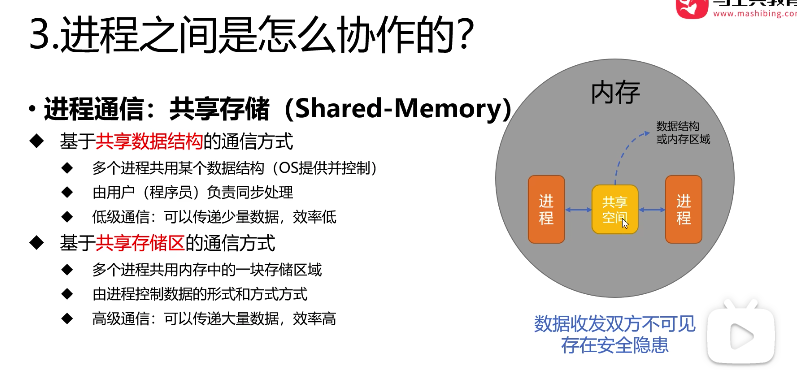 3.进程之间是怎么协作的?
马士兵教育
www.mashibing.com
• 进程通信：共享存储（Shared-Memory）
◆ 基于共享数据结构的通信方式
◆ 多个进程共用某个数据结构（OS提供并控制）
◆ 由用户（程序员）负责同步处理
◆ 低级通信：可以传递少量数据，效率低
◆ 基于共享存储区的通信方式
◆ 多个进程共用内存中的一块存储区域
◆ 由进程控制数据的形式和方式方式
◆ 高级通信：可以传递大量数据，效率高
内存
数据结构
或内存区域
进
程
共享
空间
进
程
数据收发双方不可见
存在安全隐患